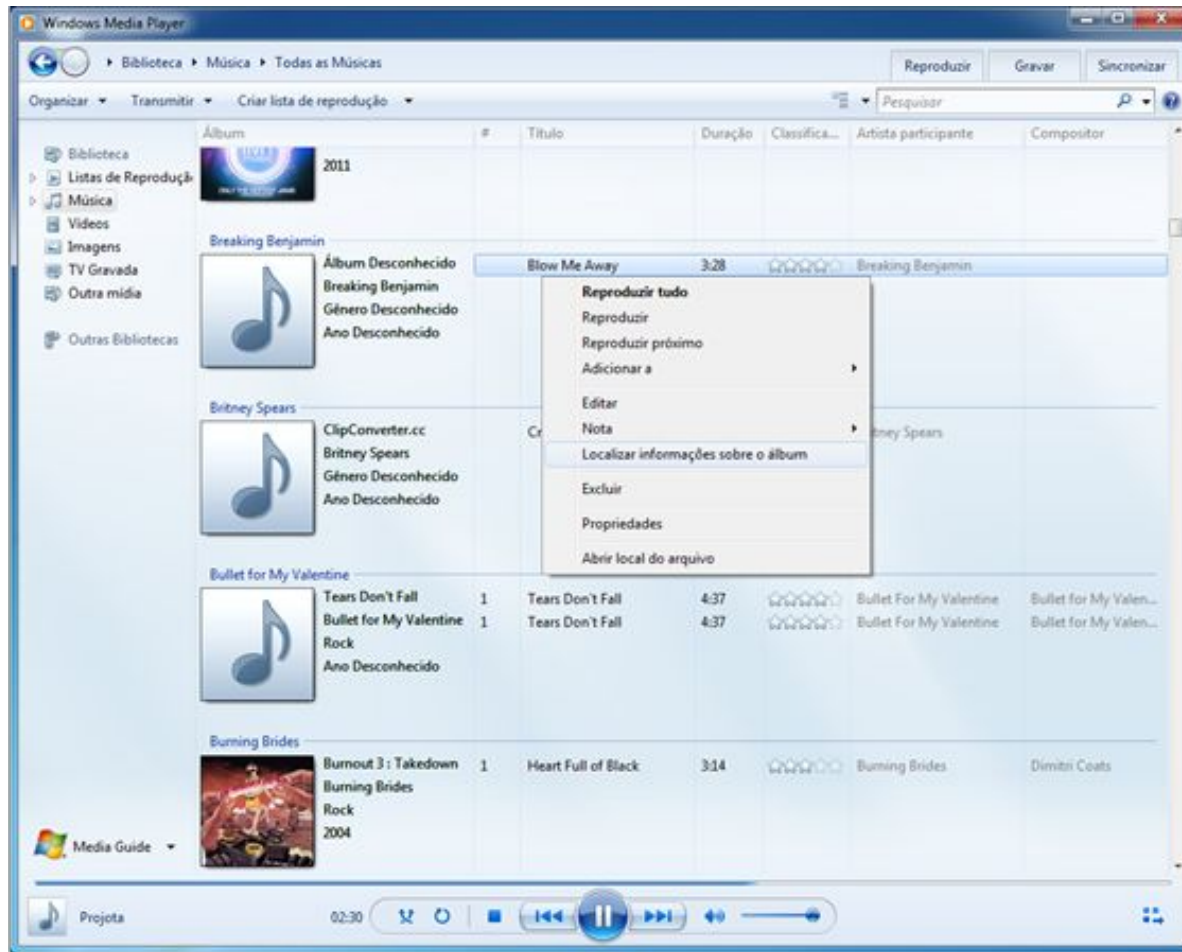 Windows Media Player
Biblioteca ▸ Música ▸ Todas as Músicas
Reproduzir Gravar Sincronizar
Organizar Transmitir Criar lista de reprodução Pesquisar
Álbum # Título Duração Classifica... Artista participante Compositor
Biblioteca
Listas de Reproduçã
Música
Vídeos
Imagens
TV Gravada
Outra mídia
Outras Bibliotecas
2011
Breaking Benjamin
Álbum Desconhecido Blow Me Away 3:28 Breaking Benjamin
Breaking Benjamin
Gênero Desconhecido
Ano Desconhecido
Reproduzir tudo
Reproduzir
Reproduzir próximo
Adicionar a
Editar
Nota
Localizar informações sobre o álbum
Excluir
Propriedades
Abrir local do arquivo
Britney Spears
ClipConverter.cc Cr tney Spears
Britney Spears
Gênero Desconhecido
Ano Desconhecido
Bullet for My Valentine
Tears Don't Fall 1 Tears Don't Fall 4:37 Bullet For My Valentine Bullet for My Valen...
Bullet for My Valentine 1 Tears Don't Fall 4:37 Bullet For My Valentine Bullet for My Valen...
Rock
Ano Desconhecido
Burning Brides
Burnout 3 : Takedown 1 Heart Full of Black 3:14 Burning Brides Dimitri Coats
Burning Brides
Rock
2004
Media Guide
Projota 02:30